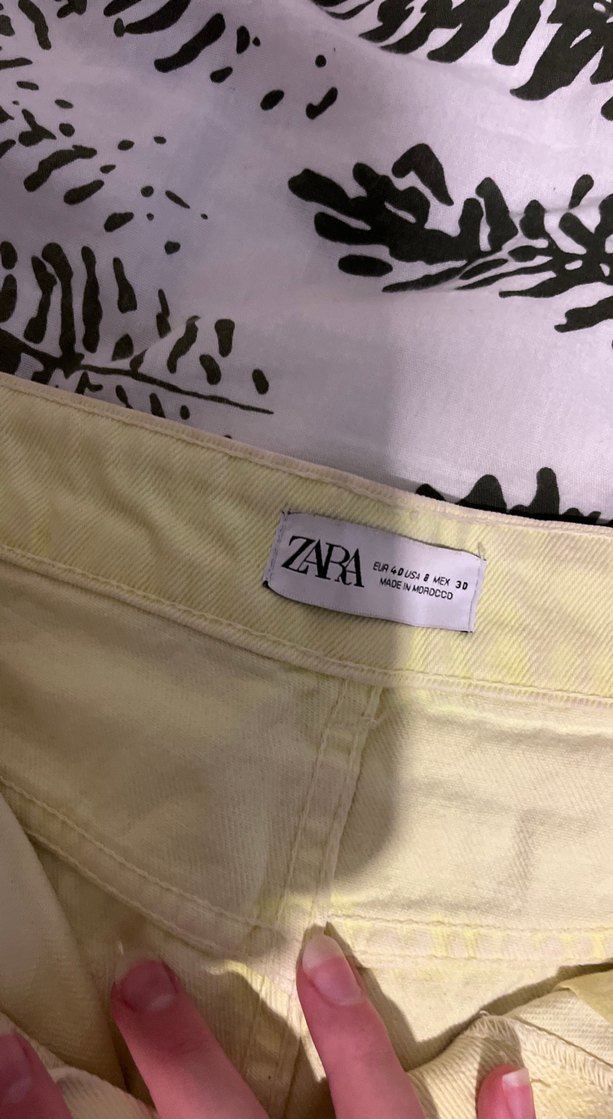 ZARA
EUR 40 USA 8 MEX 30
MADE IN MOROCCO